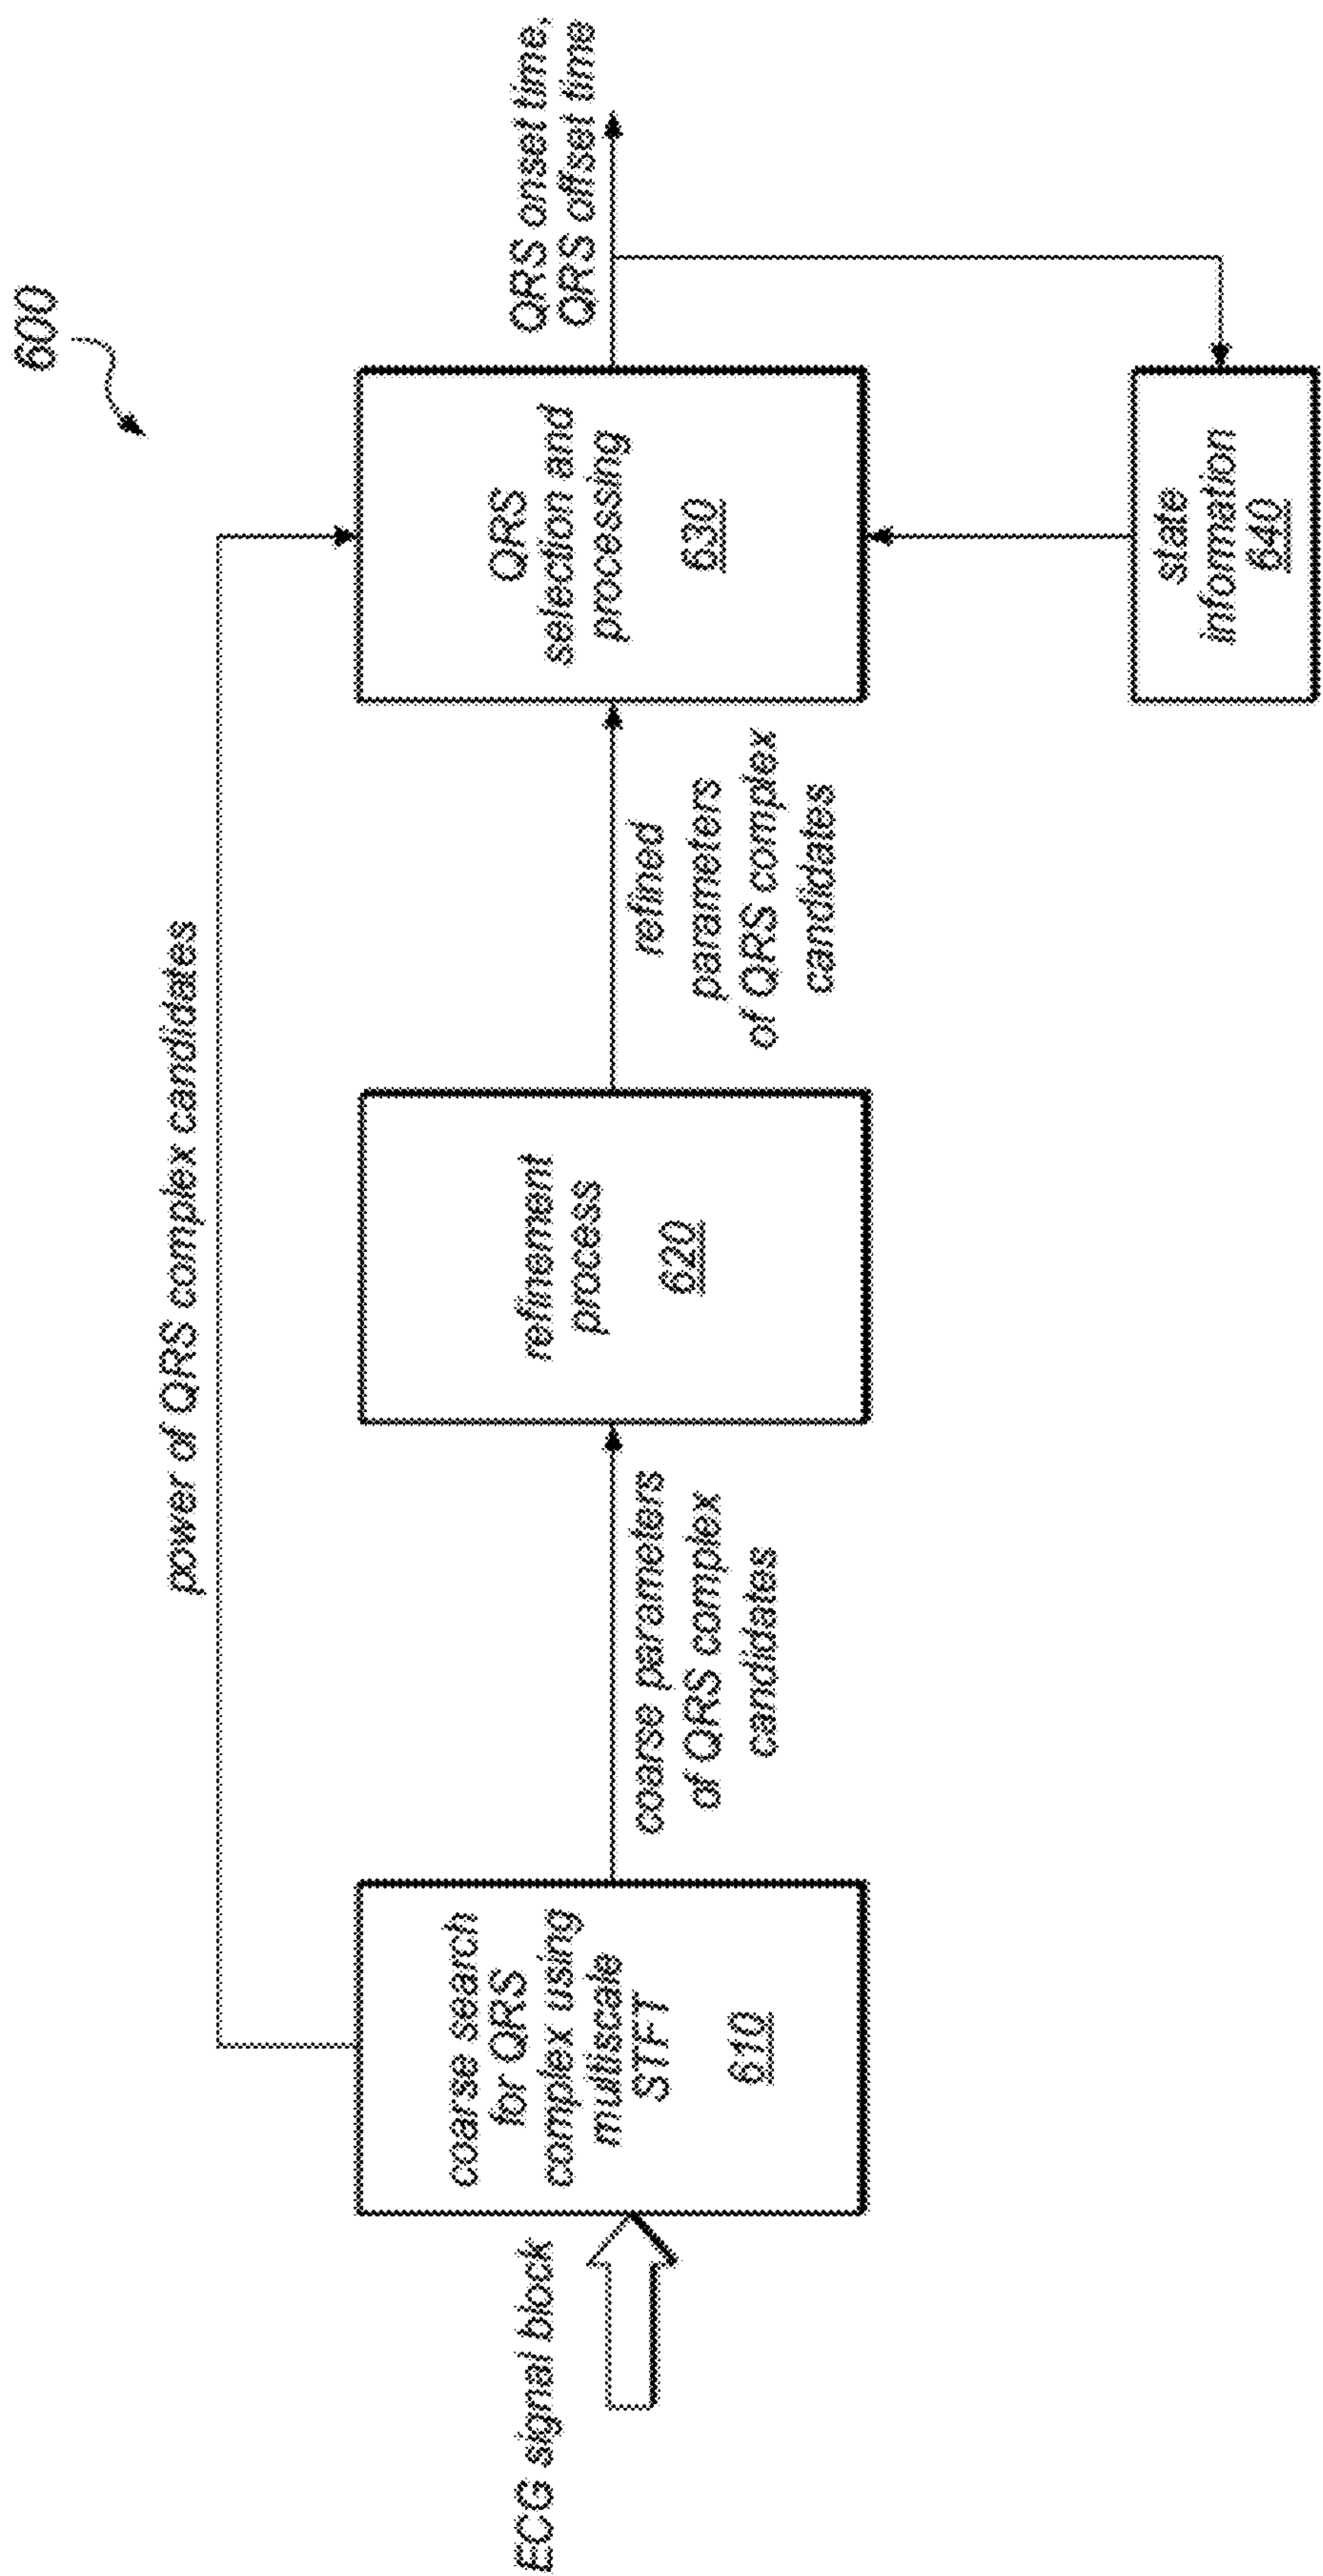 600
power of QRS complex candidates
ECG signal block
coarse search
for QRS
complex using
multiscale
STFT
610
coarse parameters
of QRS complex
candidates
refinement
process
620
refined
parameters
of QRS complex
candidates
QRS
selection and
processing
630
QRS onset time,
QRS offset time
state
information
640